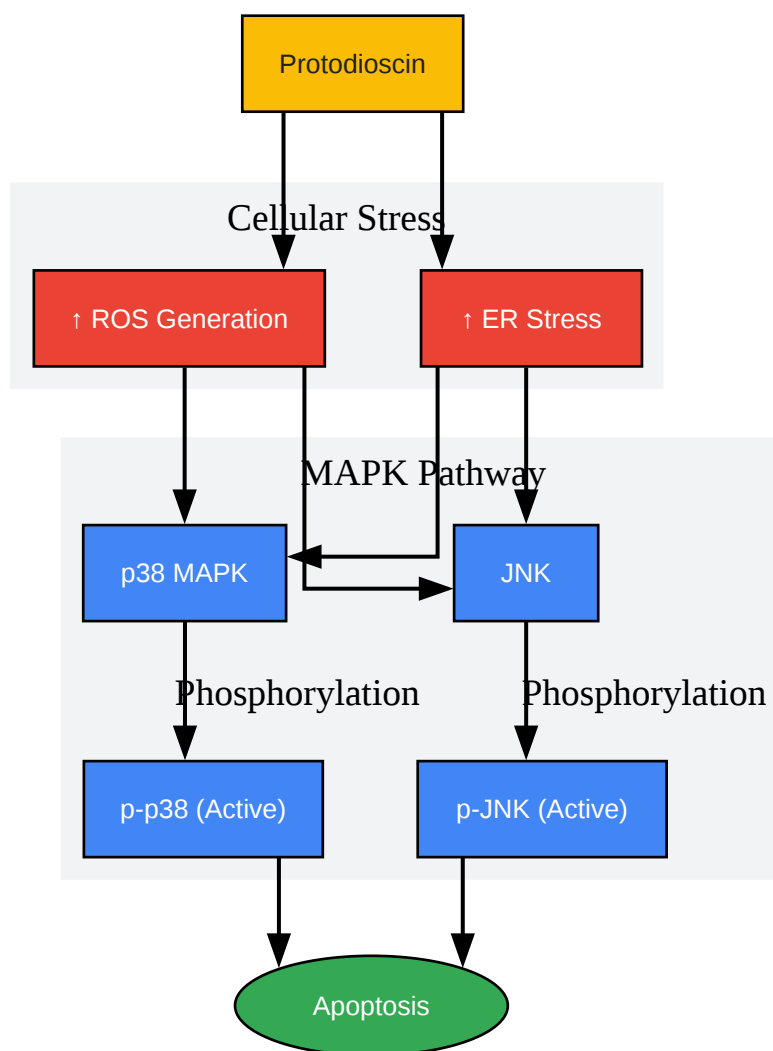 Protodioscin
Cellular Stress
↑ ROS Generation
↑ ER Stress
MAPK Pathway
p38 MAPK
JNK
Phosphorylation
Phosphorylation
p-p38 (Active)
p-JNK (Active)
Apoptosis